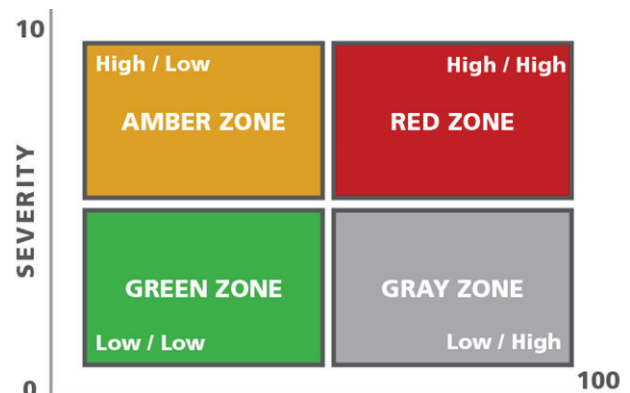 10
High / Low
High / High
AMBER ZONE
RED ZONE
SEVERITY
GREEN ZONE
GRAY ZONE
Low / Low
Low / High
0
100